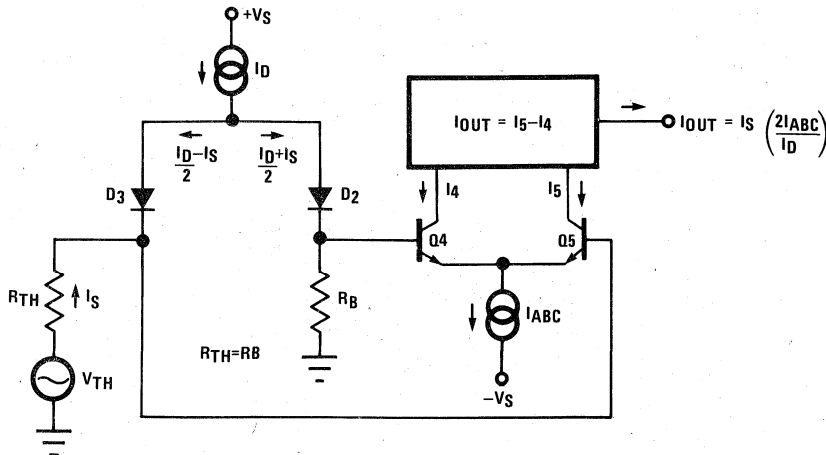 +VS
ID
ID/2−IS
ID/2+IS
IOUT = I5−I4
IOUT = IS (2IABC/ID)
D3
D2
I4
I5
Q4
Q5
RTH
IS
RB
IABC
RTH=RB
VTH
−VS